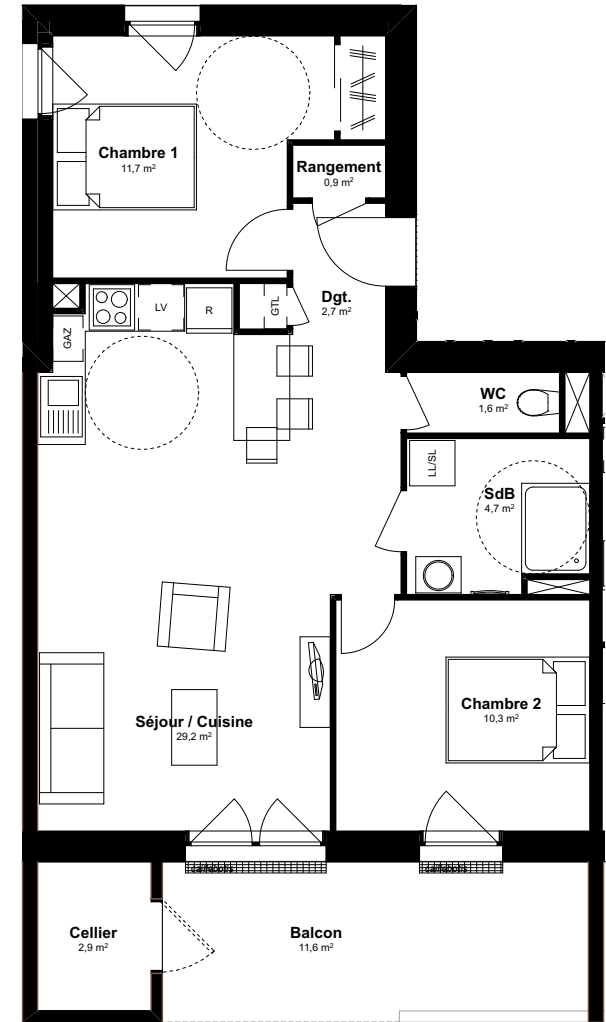 Chambre 1
11,7 m²
Rangement
0,9 m²
Dgt.
2,7 m²
LV
R
GTL
GAZ
WC
1,6 m²
LL/SL
SdB
4,7 m²
Chambre 2
10,3 m²
Séjour / Cuisine
29,2 m²
caillebotis
caillebotis
Cellier
2,9 m²
Balcon
11,6 m²